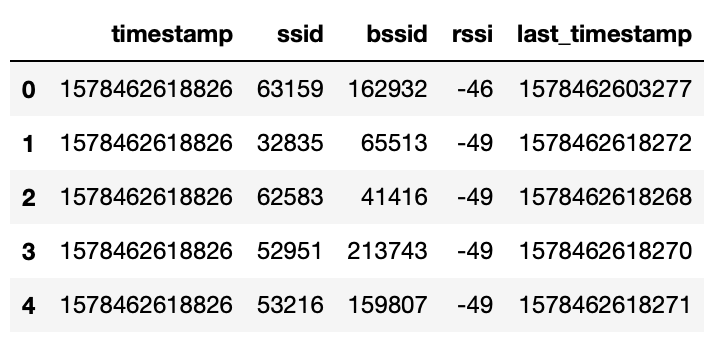 timestamp ssid bssid rssi last_timestamp
0 1578462618826 63159 162932 -46 1578462603277
1 1578462618826 32835 65513 -49 1578462618272
2 1578462618826 62583 41416 -49 1578462618268
3 1578462618826 52951 213743 -49 1578462618270
4 1578462618826 53216 159807 -49 1578462618271